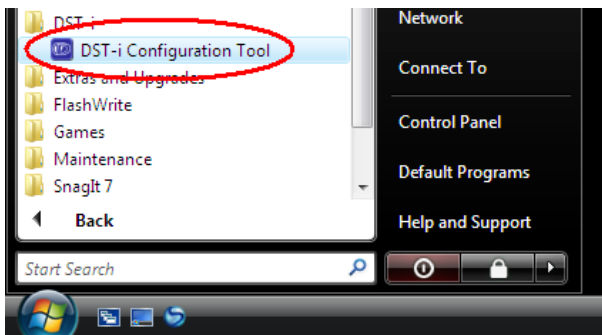 DST-i
DST-i Configuration Tool
Extras and Upgrades
FlashWrite
Games
Maintenance
SnagIt 7
Back
Start Search
Network
Connect To
Control Panel
Default Programs
Help and Support